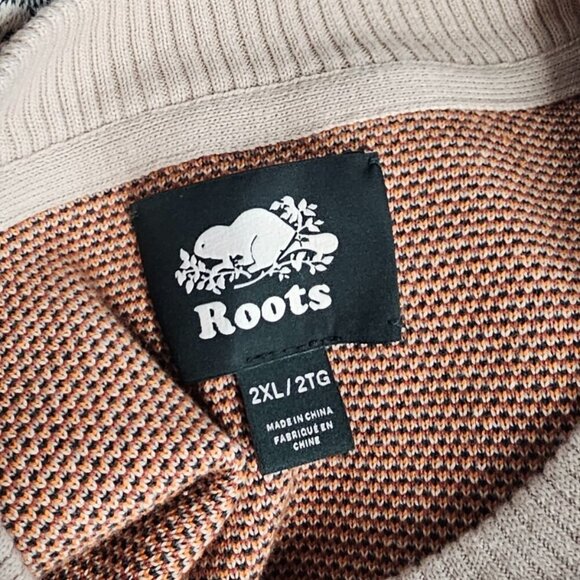 Roots
2XL/2TG
MADE IN CHINA
FABRIQUÉ EN
CHINE